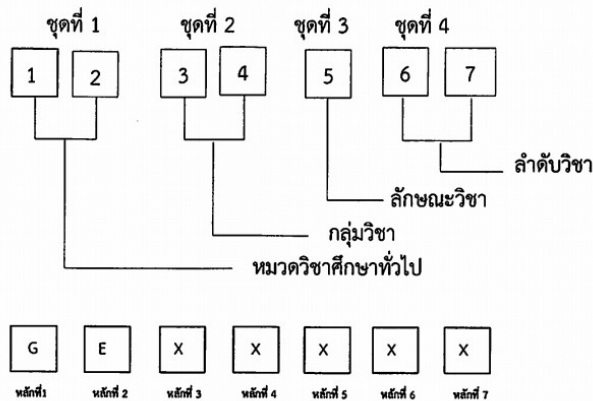 ชุดที่ 1 ชุดที่ 2 ชุดที่ 3 ชุดที่ 4
1 2 3 4 5 6 7
ลำดับวิชา
ลักษณะวิชา
กลุ่มวิชา
หมวดวิชาศึกษาทั่วไป
G E X X X X X
หลักที่1 หลักที่ 2 หลักที่ 3 หลักที่ 4 หลักที่ 5 หลักที่ 6 หลักที่ 7